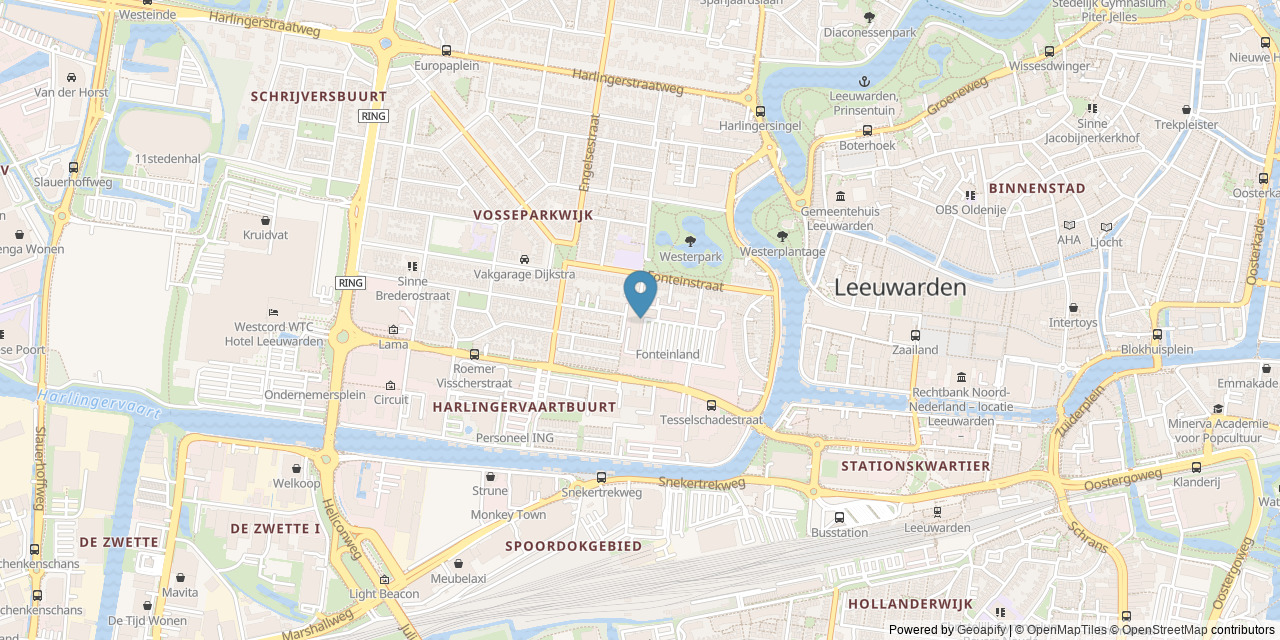 Westeinde
Harlingerstraatweg
Spanjaardslaan
Diaconessenpark
Stedelijk Gymnasium
Piter Jelles
Nieuwe
Europaplein
Wissesdwinger
Van der Horst
SCHRIJVERSBUURT
Harlingerstraatweg
Leeuwarden,
Prinsentuin
Groeneweg
RING
Harlingersingel
Sinne
Jacobijnerkerkhof
Trekpleister
Boterhoek
11stedenhal
Engelsestraat
V
Slauerhoffweg
BINNENSTAD
VOSSEPARKWIJK
Gemeentehuis
Leeuwarden
OBS Oldenije
Kruidvat
AHA
Ljocht
Oosterkade
Westerpark
Westerplantage
Vakgarage Dijkstra
RING
Sinne
Brederostraat
Fonteinstraat
Leeuwarden
Westcord WTC
Hotel Leeuwarden
Intertoys
Lama
Zaailand
Blokhuisplein
Fonteinland
Roemer
Visscherstraat
Ondernemersplein
Circuit
Rechtbank Noord-
Nederland – locatie
Leeuwarden
Emmakade
Harlingervaart
HARLINGERVAARTBUURT
Tesselschadestraat
Zuiderplein
Minerva Academie
voor Popcultuur
Personeel ING
Slauerhoffweg
STATIONSKWARTIER
Welkoop
Strune
Snekertrekweg
Snekertrekweg
Oostergoweg
Klanderij
Monkey Town
Heliconweg
DE ZWETTE I
DE ZWETTE
Busstation
Leeuwarden
Schrans
SPOORDOKGEBIED
Meubelaxi
Light Beacon
Mavita
De Tijd Wonen
Marshallweg
HOLLANDERWIJK
Oostergoweg
Powered by Geoapify | © OpenMapTiles © OpenStreetMap contributors